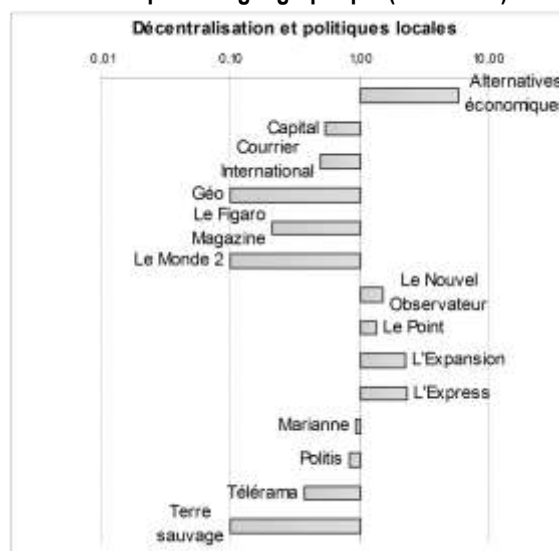 Décentralisation et politiques locales
0.01 0.10 1,00 10.00
Alternatives
économiques
Capital
Courrier
International
Géo
Le Figaro
Magazine
Le Monde 2
Le Nouvel
Observateur
Le Point
L'Expansion
L'Express
Marianne
Politis
Télérama
Terre
sauvage